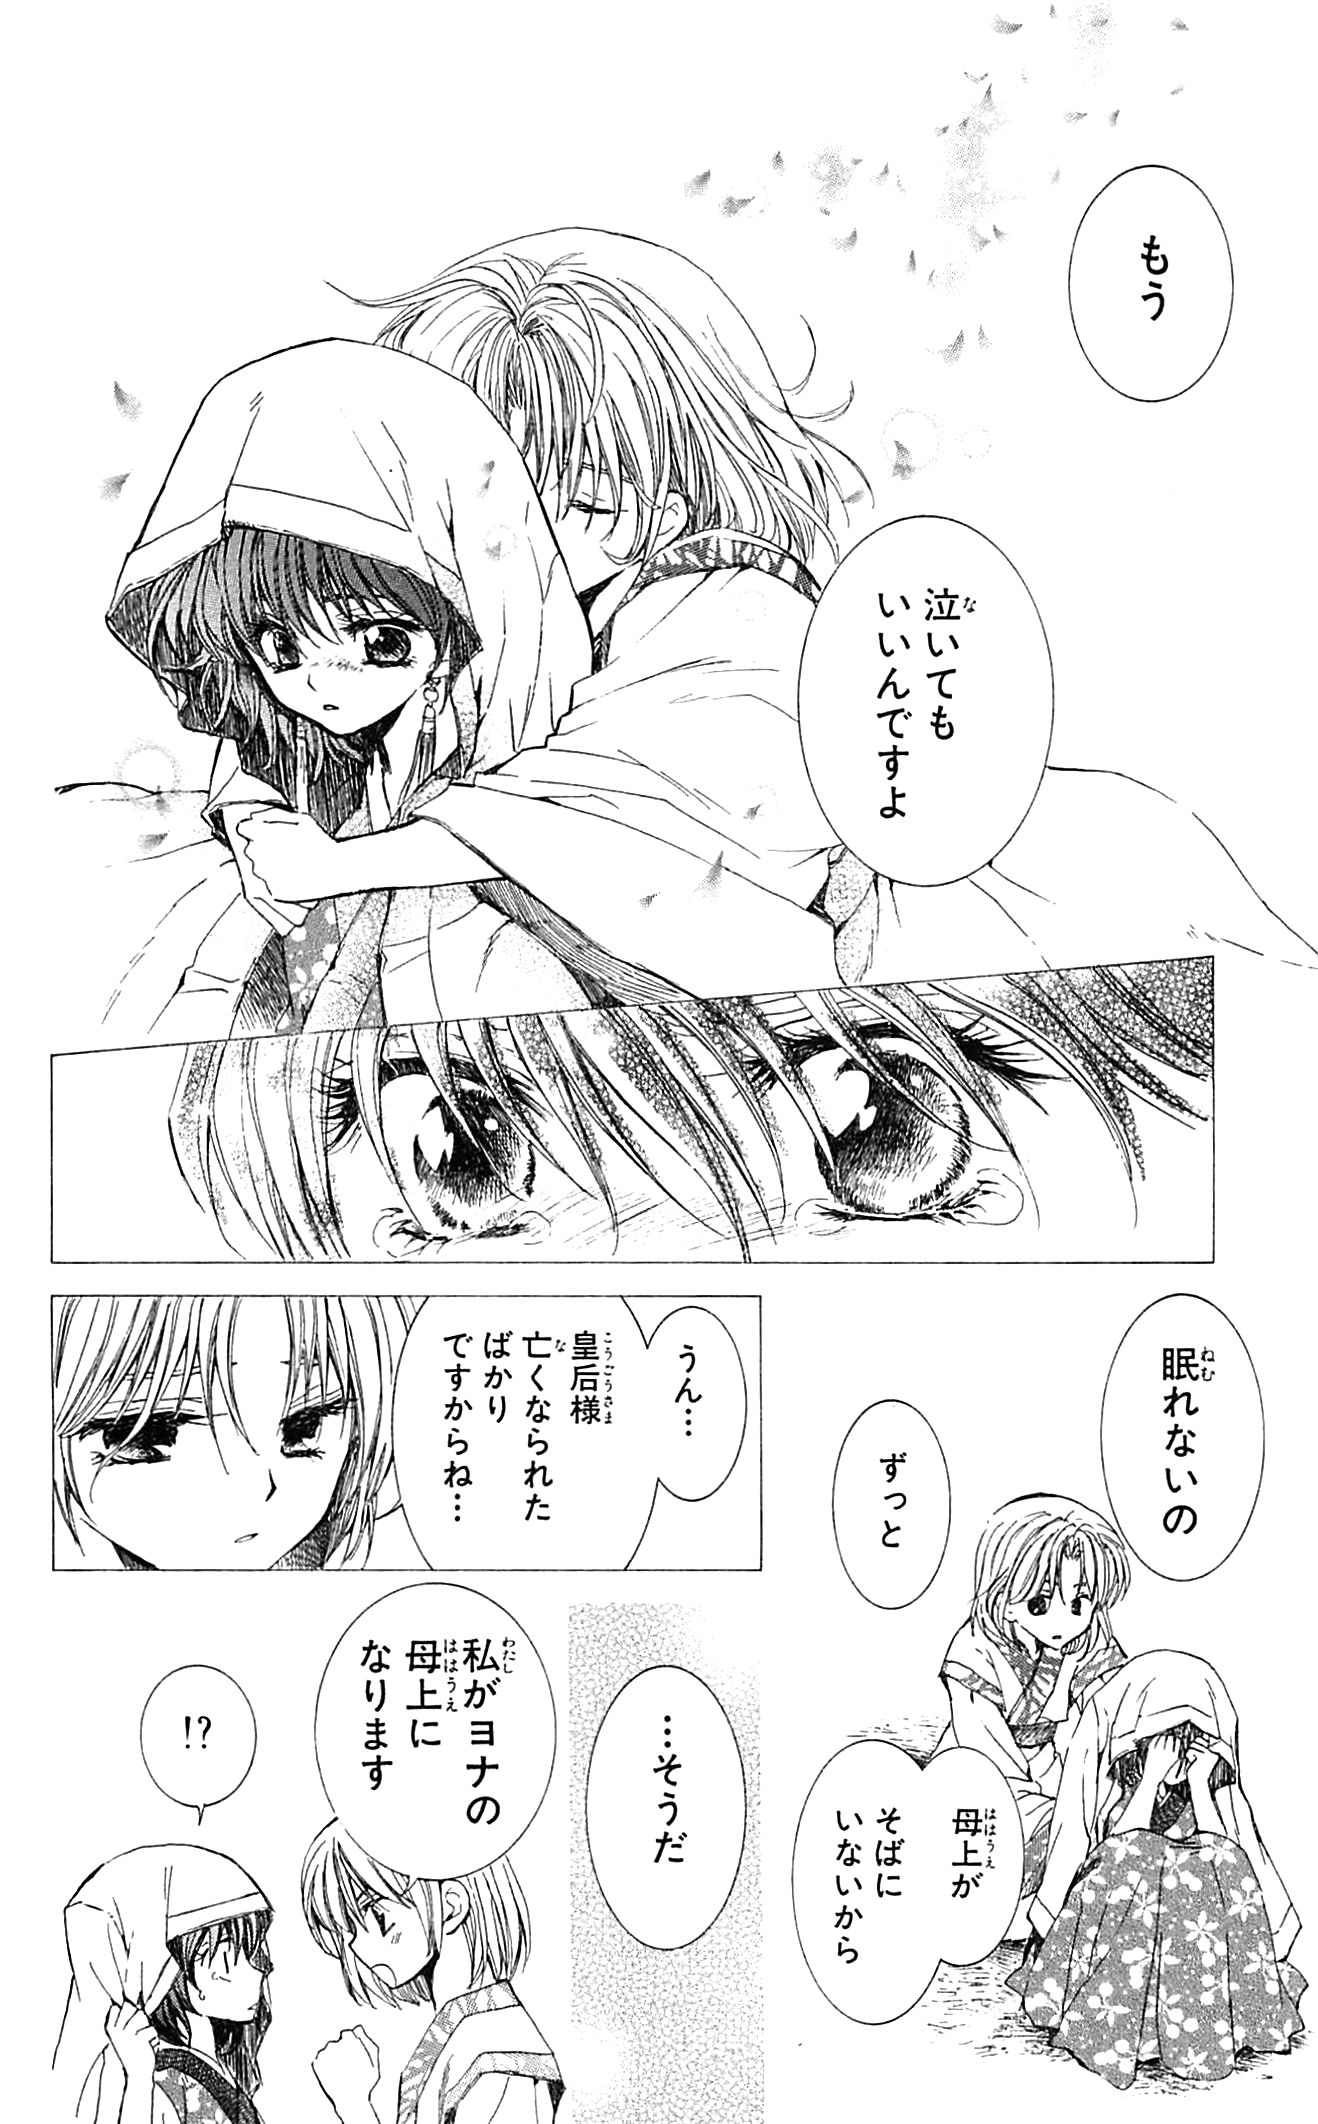 もう
泣いても
いいんですよ
眠れないの
ずっと
母上が
そばに
いないから
うん…
皇后様
亡くなられた
ばかり
ですからね…
…そうだ
私がヨナの
母上に
なります
!?